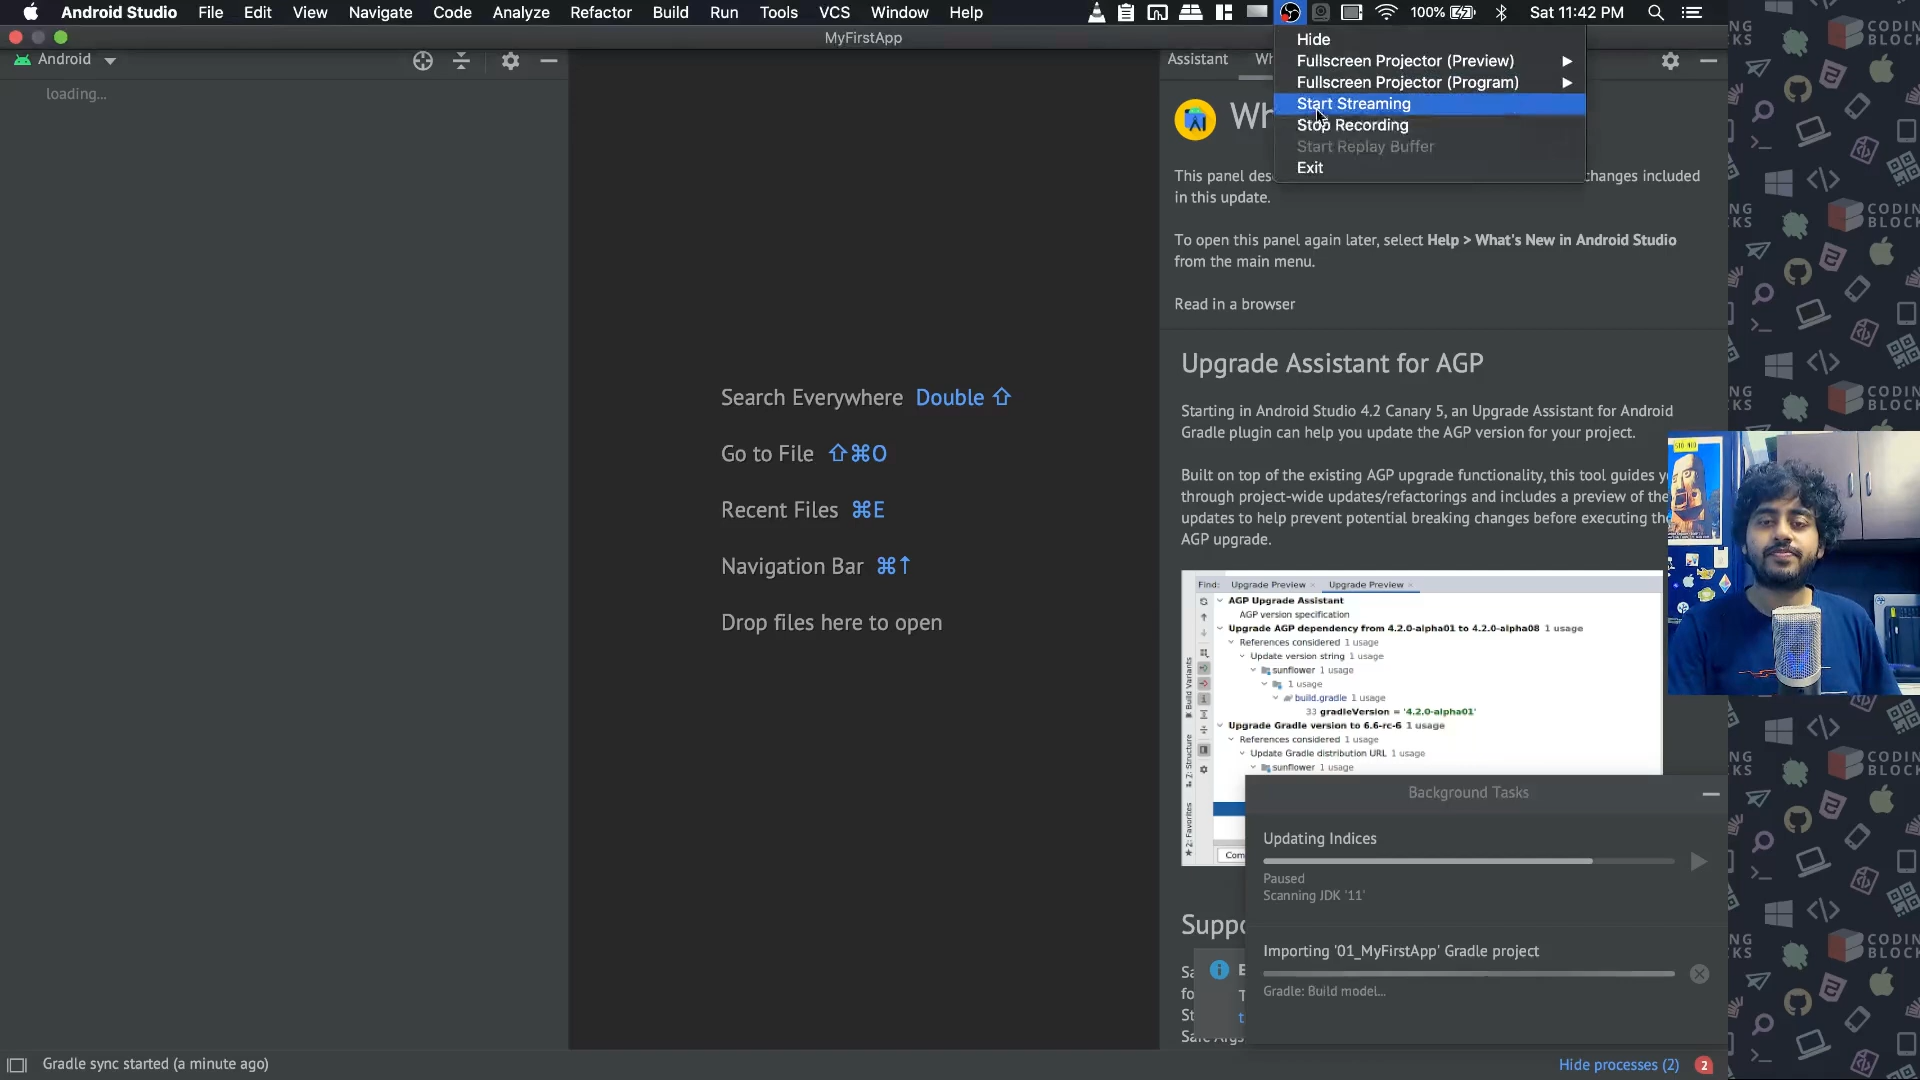 Android Studio File Edit View Navigate Code Analyze Refactor Build Run Tools VCS Window Help
100% Sat 11:42 PM
MyFirstApp
Android
loading...
Search Everywhere Double ⇧
Go to File ⇧⌘O
Recent Files ⌘E
Navigation Bar ⌘↑
Drop files here to open
Hide
Fullscreen Projector (Preview)
Fullscreen Projector (Program)
Start Streaming
Stop Recording
Start Replay Buffer
Exit
Assistant
This panel des
changes included
in this update.
To open this panel again later, select Help > What's New in Android Studio
from the main menu.
Read in a browser
Upgrade Assistant for AGP
Starting in Android Studio 4.2 Canary 5, an Upgrade Assistant for Android
Gradle plugin can help you update the AGP version for your project.
Built on top of the existing AGP upgrade functionality, this tool guides y
through project-wide updates/refactorings and includes a preview of the
updates to help prevent potential breaking changes before executing th
AGP upgrade.
Find: Upgrade Preview Upgrade Preview
AGP Upgrade Assistant
AGP version specification
Upgrade AGP dependency from 4.2.0-alpha01 to 4.2.0-alpha08 1 usage
References considered 1 usage
Update version string 1 usage
sunflower 1 usage
1 usage
build.gradle 1 usage
33 gradleVersion = '4.2.0-alpha01'
Upgrade Gradle version to 6.6-rc-6 1 usage
References considered 1 usage
Update Gradle distribution URL 1 usage
sunflower 1 usage
Build Variants
Z: Structure
2: Favorites
Com
Suppo
Background Tasks
Updating Indices
Paused
Scanning JDK '11'
Importing '01_MyFirstApp' Gradle project
Gradle: Build model...
Gradle sync started (a minute ago)
Hide processes (2) 2
CODING
BLOCKS